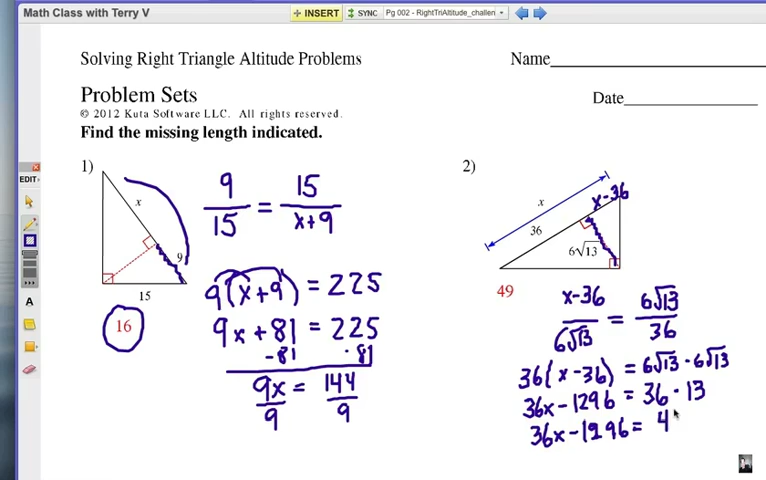 Math Class with Terry V
INSERT
SYNC
Pg 002 - RightTriAltitude_challen
Solving Right Triangle Altitude Problems
Name
Problem Sets
Date
© 2012 Kuta Software LLC. All rights reserved.
Find the missing length indicated.
EDIT
A
1)
x
9
15
16
9/15 = 15/x+9
9(x+9) = 225
9x+81 = 225
-81 -81
9x/9 = 144/9
2)
x
x-36
36
6√13
49
x-36/6√13 = 6√13/36
36(x-36) = 6√13 · 6√13
36x-1296 = 36 · 13
36x-1296 = 4